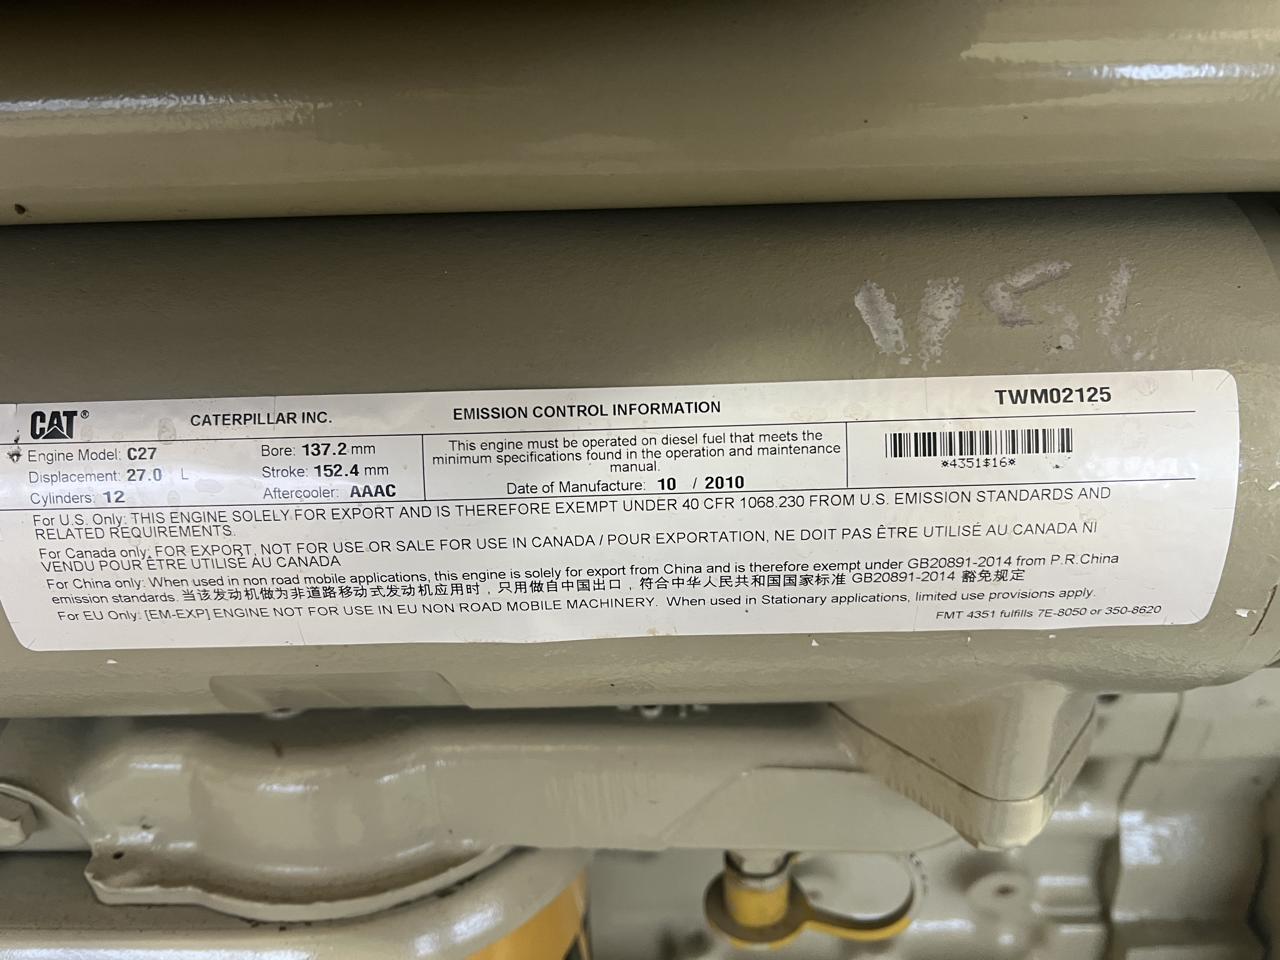 CAT®
CATERPILLAR INC.
EMISSION CONTROL INFORMATION
TWM02125
Engine Model: C27
Displacement: 27.0 L
Cylinders: 12
Bore: 137.2 mm
Stroke: 152.4 mm
Aftercooler: AAAC
This engine must be operated on diesel fuel that meets the
minimum specifications found in the operation and maintenance
manual.
Date of Manufacture: 10 / 2010
*4351$16*
For U.S. Only: THIS ENGINE SOLELY FOR EXPORT AND IS THEREFORE EXEMPT UNDER 40 CFR 1068.230 FROM U.S. EMISSION STANDARDS AND
RELATED REQUIREMENTS.
For Canada only: FOR EXPORT, NOT FOR USE OR SALE FOR USE IN CANADA / POUR EXPORTATION, NE DOIT PAS ÊTRE UTILISÉ AU CANADA NI
VENDU POUR ÊTRE UTILISÉ AU CANADA
For China only: When used in non road mobile applications, this engine is solely for export from China and is therefore exempt under GB20891-2014 from P.R.China
emission standards. 当该发动机做为非道路移动式发动机应用时，只用做自中国出口，符合中华人民共和国国家标准 GB20891-2014 豁免规定
For EU Only: [EM-EXP] ENGINE NOT FOR USE IN EU NON ROAD MOBILE MACHINERY. When used in Stationary applications, limited use provisions apply.
FMT 4351 fulfills 7E-8050 or 350-8620